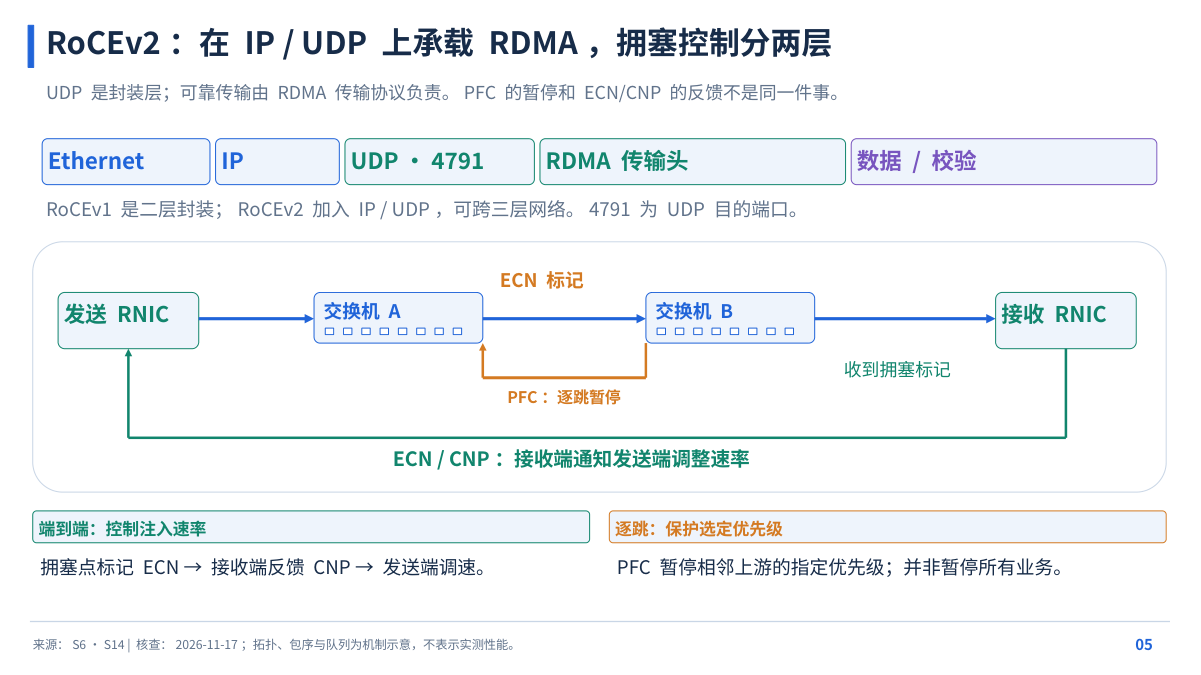 RoCEv2：在 IP / UDP 上承载 RDMA，拥塞控制分两层
UDP 是封装层；可靠传输由 RDMA 传输协议负责。PFC 的暂停和 ECN/CNP 的反馈不是同一件事。
Ethernet IP UDP · 4791 RDMA 传输头 数据 / 校验
RoCEv1 是二层封装；RoCEv2 加入 IP / UDP，可跨三层网络。4791 为 UDP 目的端口。
ECN 标记
发送 RNIC 交换机 A 交换机 B 接收 RNIC
收到拥塞标记
PFC：逐跳暂停
ECN / CNP：接收端通知发送端调整速率
端到端：控制注入速率 逐跳：保护选定优先级
拥塞点标记 ECN → 接收端反馈 CNP → 发送端调速。 PFC 暂停相邻上游的指定优先级；并非暂停所有业务。
来源：S6 · S14 | 核查：2026-11-17；拓扑、包序与队列为机制示意，不表示实测性能。 05